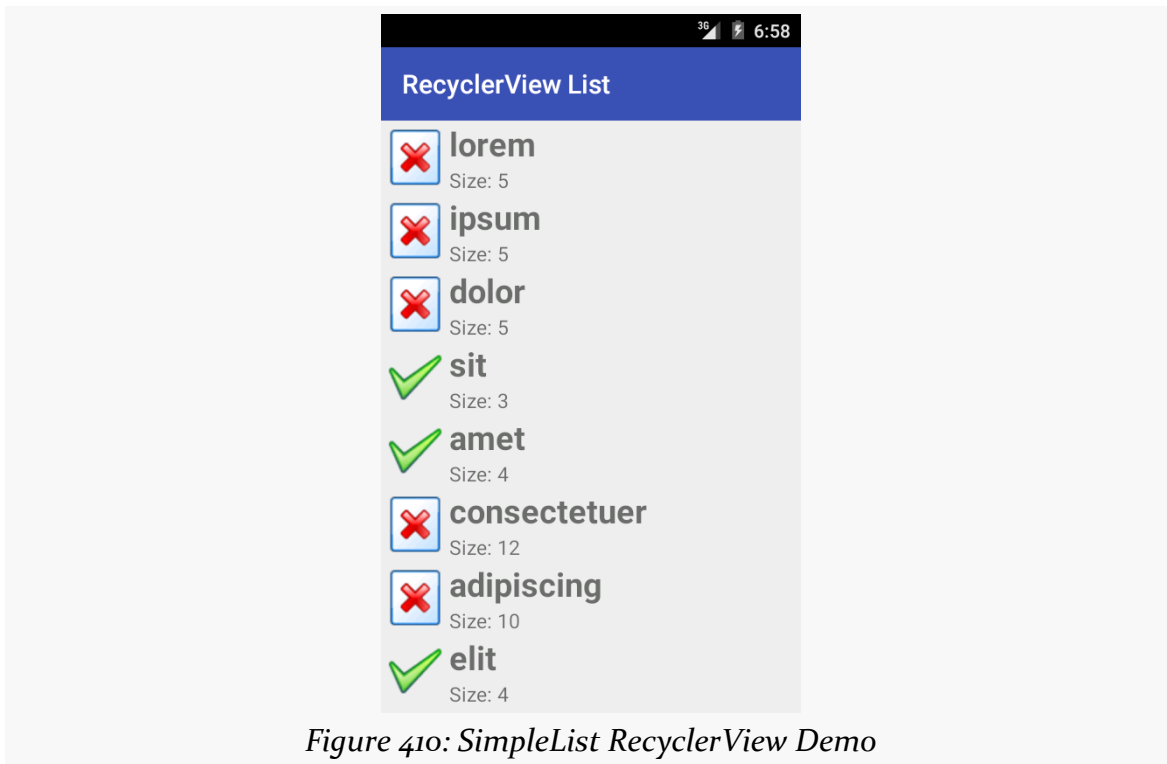 3G 6:58
RecyclerView List
lorem
Size: 5
ipsum
Size: 5
dolor
Size: 5
sit
Size: 3
amet
Size: 4
consectetuer
Size: 12
adipiscing
Size: 10
elit
Size: 4
Figure 410: SimpleList RecyclerView Demo